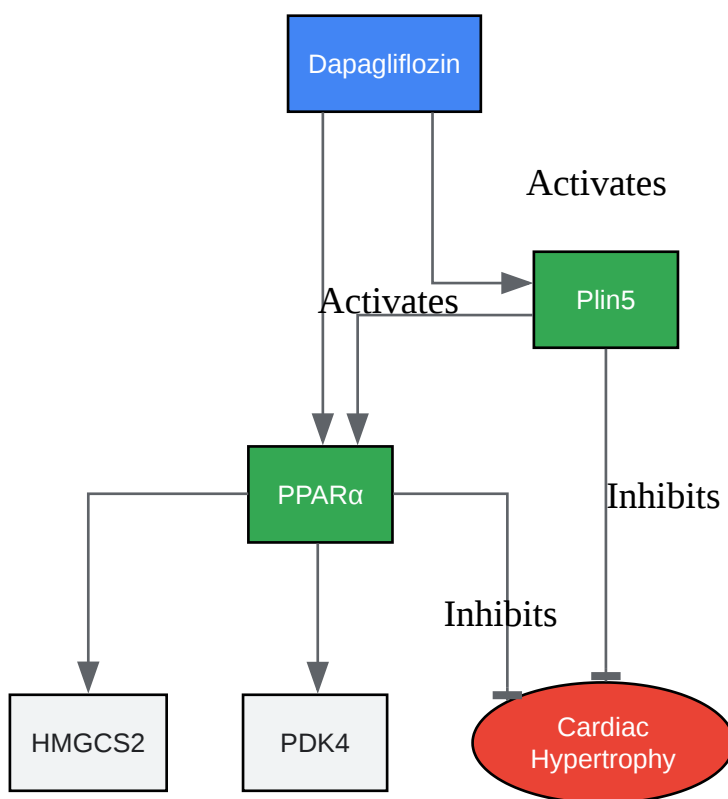 Dapagliflozin
Activates
Plin5
Activates
PPARα
Inhibits
Inhibits
HMGCS2
PDK4
Cardiac
Hypertrophy